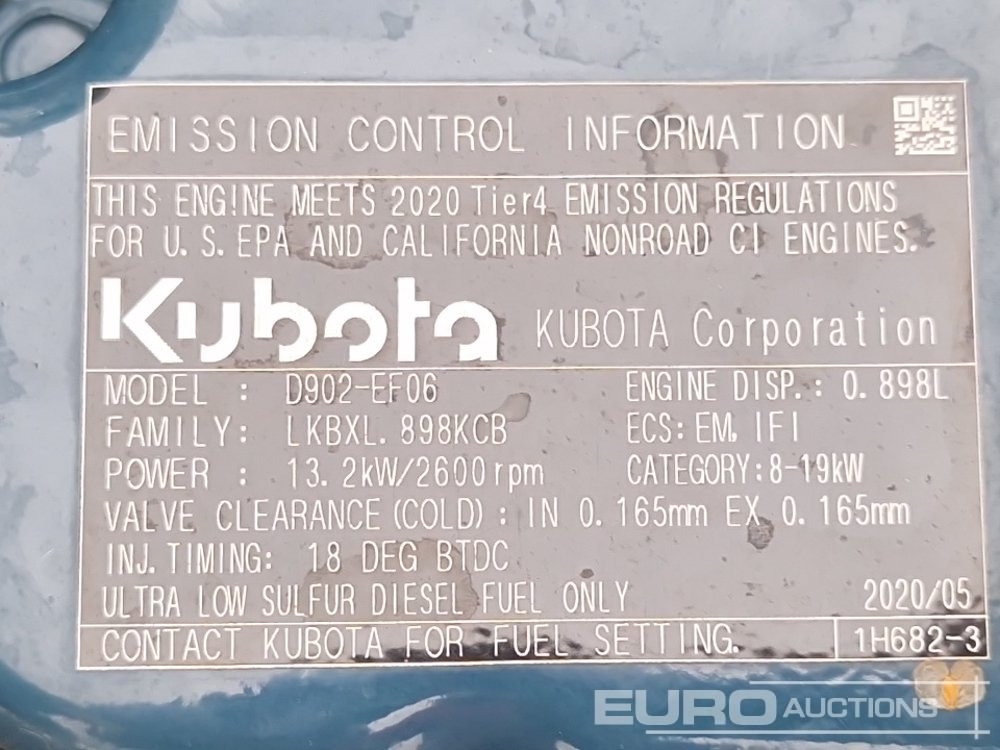 EMISSION CONTROL INFORMATION
THIS ENGINE MEETS 2020 Tier4 EMISSION REGULATIONS
FOR U.S. EPA AND CALIFORNIA NONROAD CI ENGINES.
Kubota KUBOTA Corporation
MODEL : D902-EF06 ENGINE DISP.: 0.898L
FAMILY: LKBXL.898KCB ECS: EM, IFI
POWER : 13.2kW/2600rpm CATEGORY:8-19kW
VALVE CLEARANCE (COLD) : IN 0.165mm EX 0.165mm
INJ. TIMING: 18 DEG BTDC
ULTRA LOW SULFUR DIESEL FUEL ONLY 2020/05
CONTACT KUBOTA FOR FUEL SETTING. 1H682-3
EURO AUCTIONS